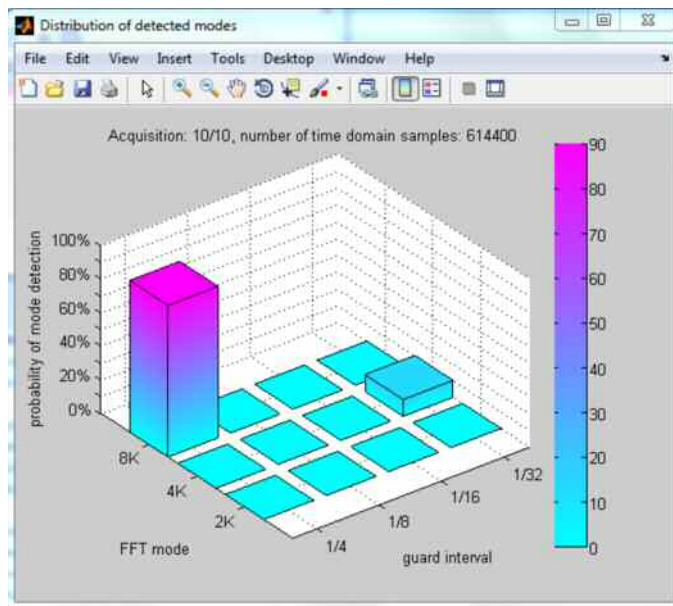 Distribution of detected modes
File Edit View Insert Tools Desktop Window Help
Acquisition: 10/10, number of time domain samples: 614400
probability of mode detection
100%
80%
60%
40%
20%
0%
8K
4K
2K
FFT mode
1/4
1/8
1/16
1/32
guard interval
90
80
70
60
50
40
30
20
10
0